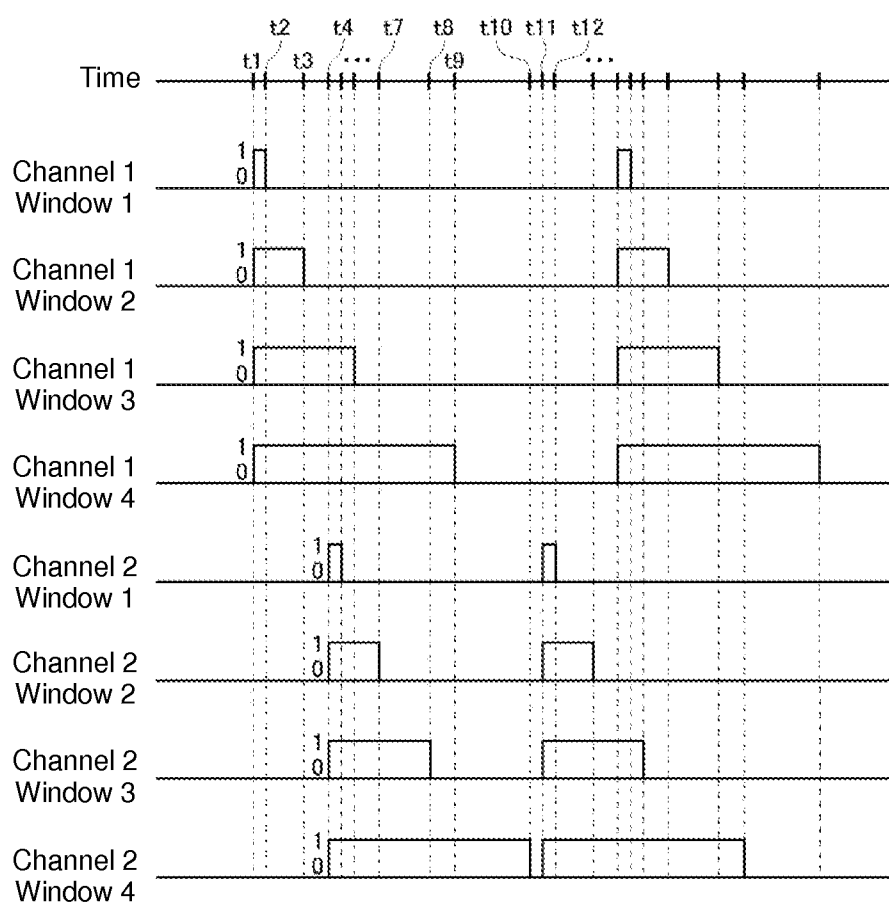 t2 t4 t7 t8 t10 t11 t12
t1 t3 ••• t9 •••
Time
1
0
Channel 1
Window 1
1
0
Channel 1
Window 2
1
0
Channel 1
Window 3
1
0
Channel 1
Window 4
1
0
Channel 2
Window 1
1
0
Channel 2
Window 2
1
0
Channel 2
Window 3
1
0
Channel 2
Window 4